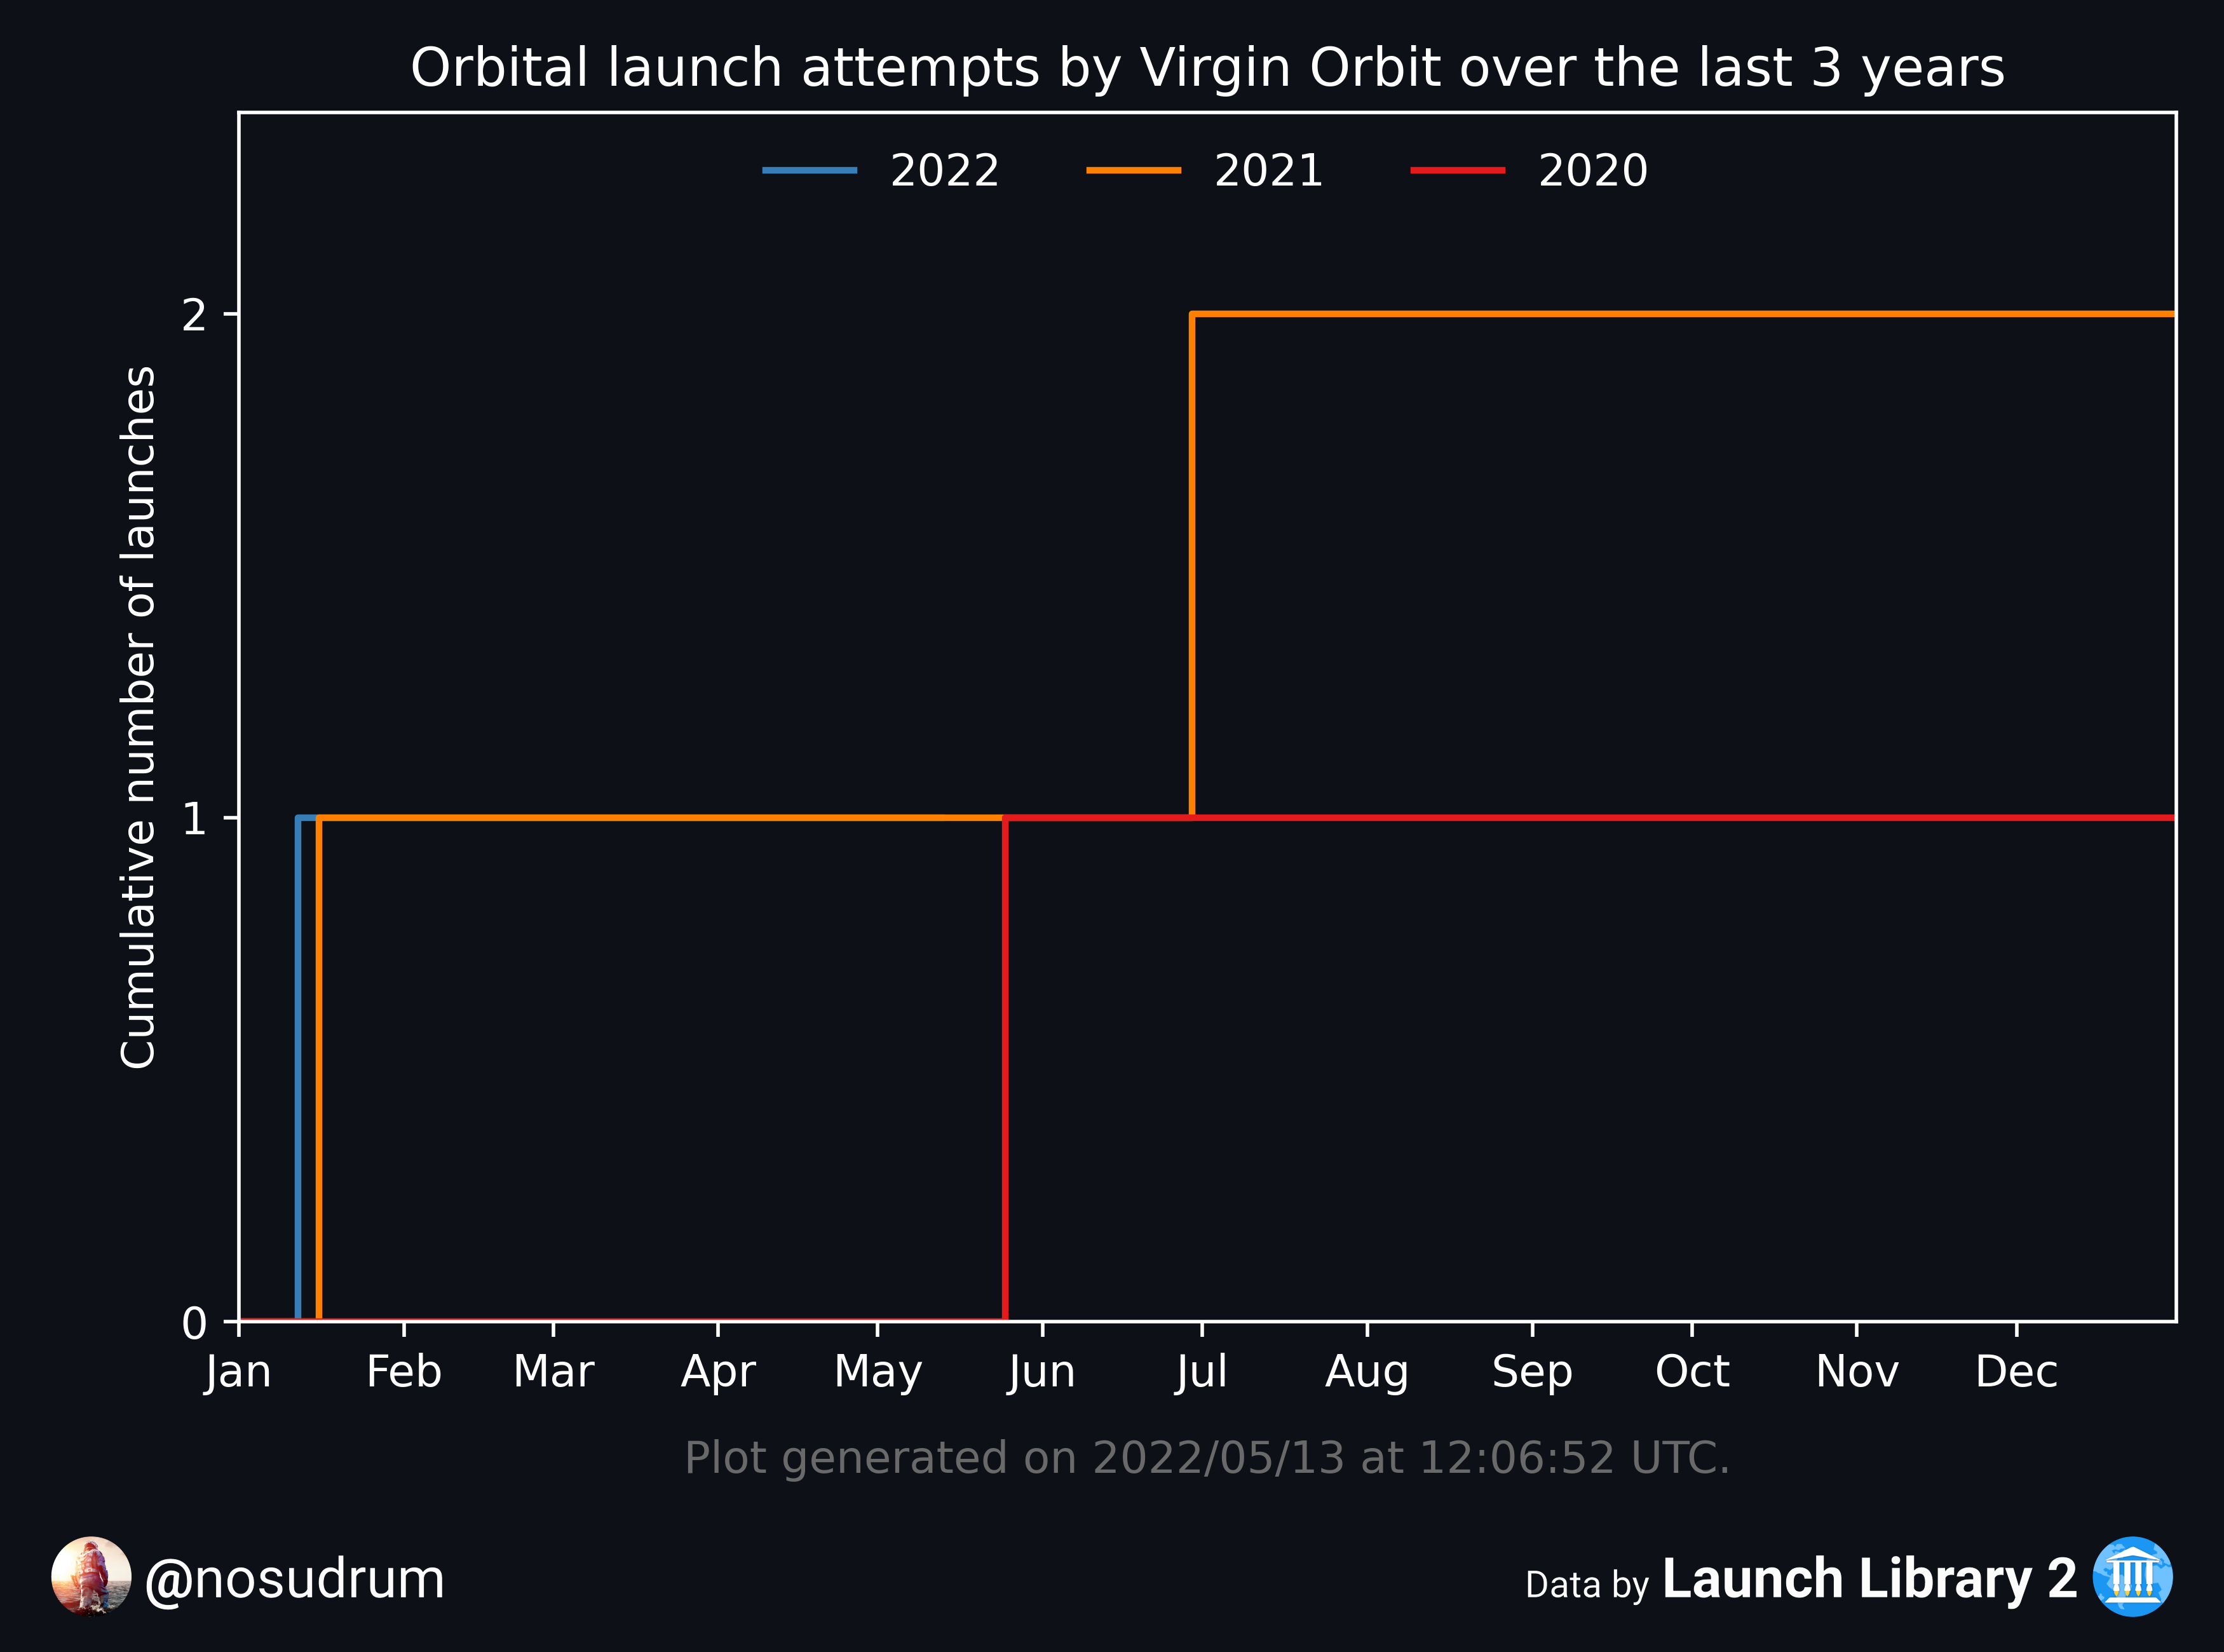 Orbital launch attempts by Virgin Orbit over the last 3 years
2022 2021 2020
Cumulative number of launches
2
1
0
Jan Feb Mar Apr May Jun Jul Aug Sep Oct Nov Dec
Plot generated on 2022/05/13 at 12:06:52 UTC.
@nosudrum
Data by Launch Library 2